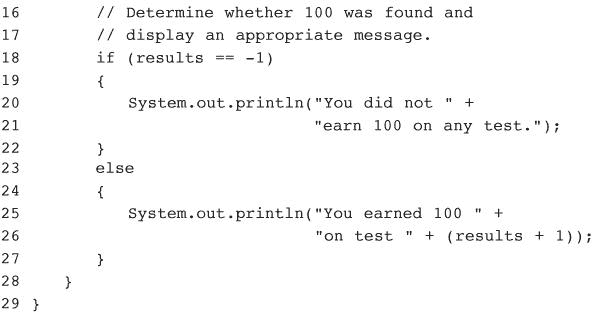 16 // Determine whether 100 was found and
17 // display an appropriate message.
18 if (results == -1)
19 {
20 System.out.println("You did not " +
21 "earn 100 on any test.");
22 }
23 else
24 {
25 System.out.println("You earned 100 " +
26 "on test " + (results + 1));
27 }
28 }
29 }